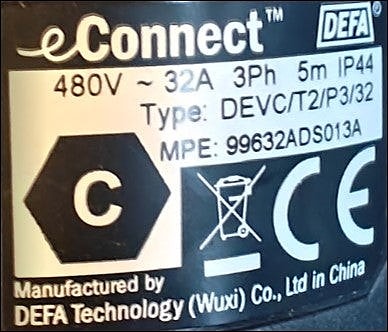 eConnect™ DEFA
480V ~ 32A 3Ph 5m IP44
Type: DEVC/T2/P3/32
MPE: 99632ADS013A
C
CE
Manufactured by
DEFA Technology (Wuxi) Co., Ltd in China